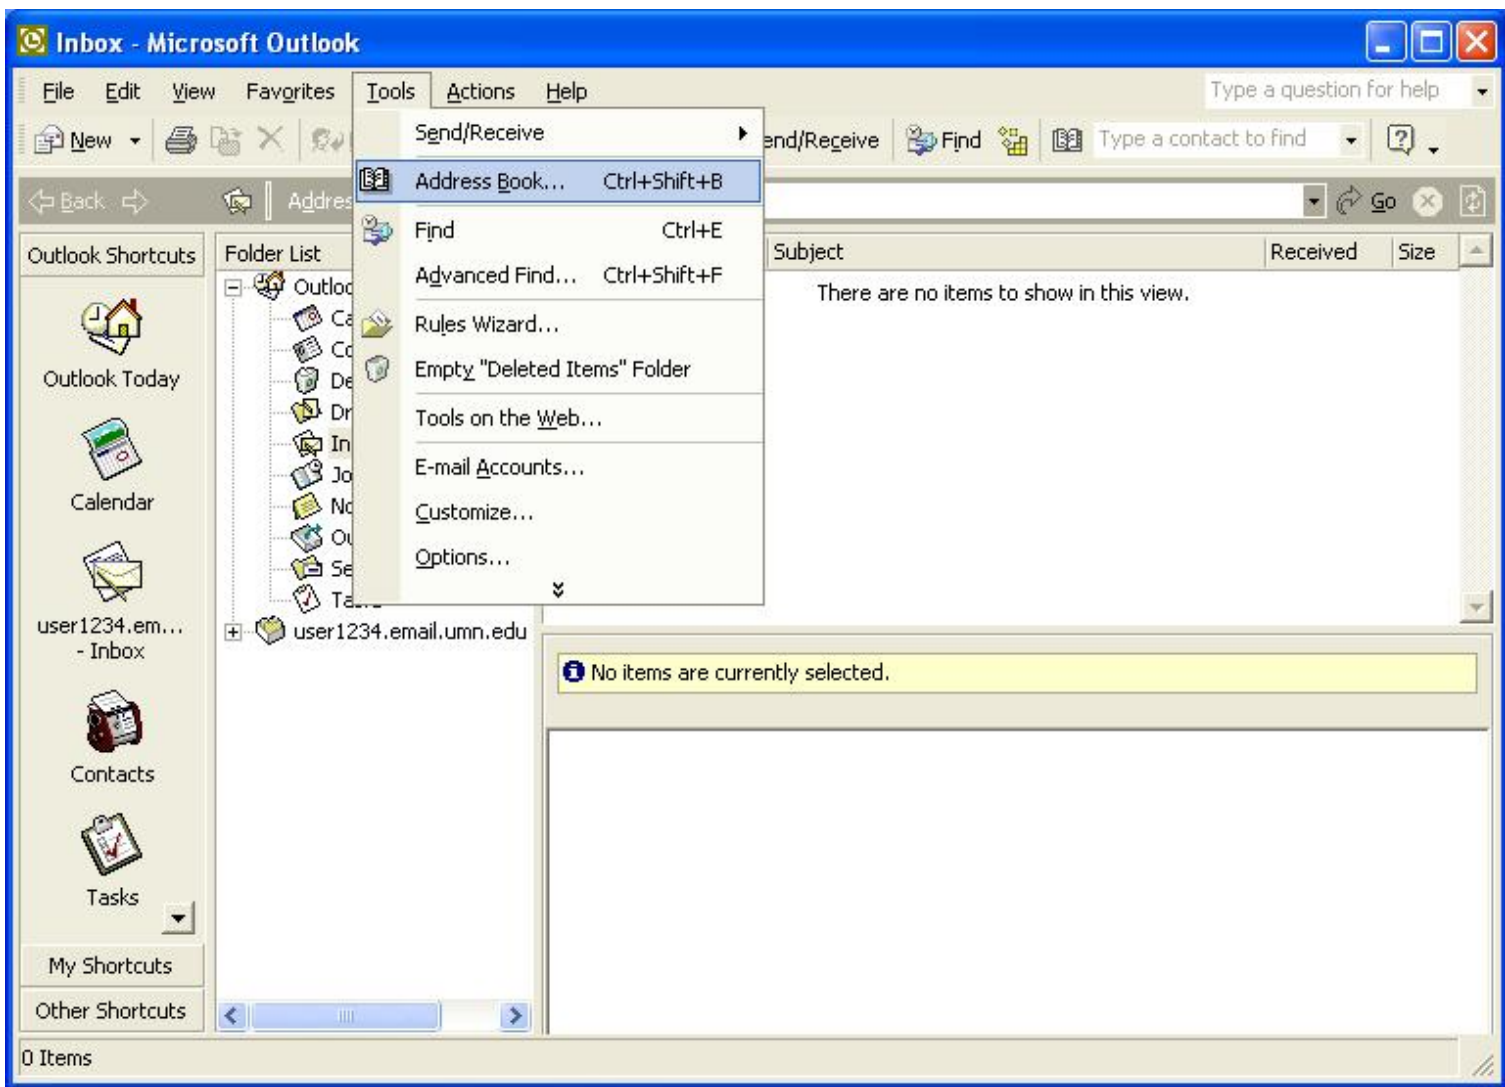 Inbox - Microsoft Outlook
File Edit View Favorites Tools Actions Help Type a question for help
New Send/Receive end/Receive Find Type a contact to find
Back Addres Address Book... Ctrl+Shift+B Go
Find Ctrl+E
Outlook Shortcuts Folder List Subject Received Size
Advanced Find... Ctrl+Shift+F
There are no items to show in this view.
Rules Wizard...
Outlook Today
Empty "Deleted Items" Folder
Tools on the Web...
E-mail Accounts...
Calendar
Customize...
Options...
user1234.em...
- Inbox
user1234.email.umn.edu
No items are currently selected.
Contacts
Tasks
My Shortcuts
Other Shortcuts
0 Items